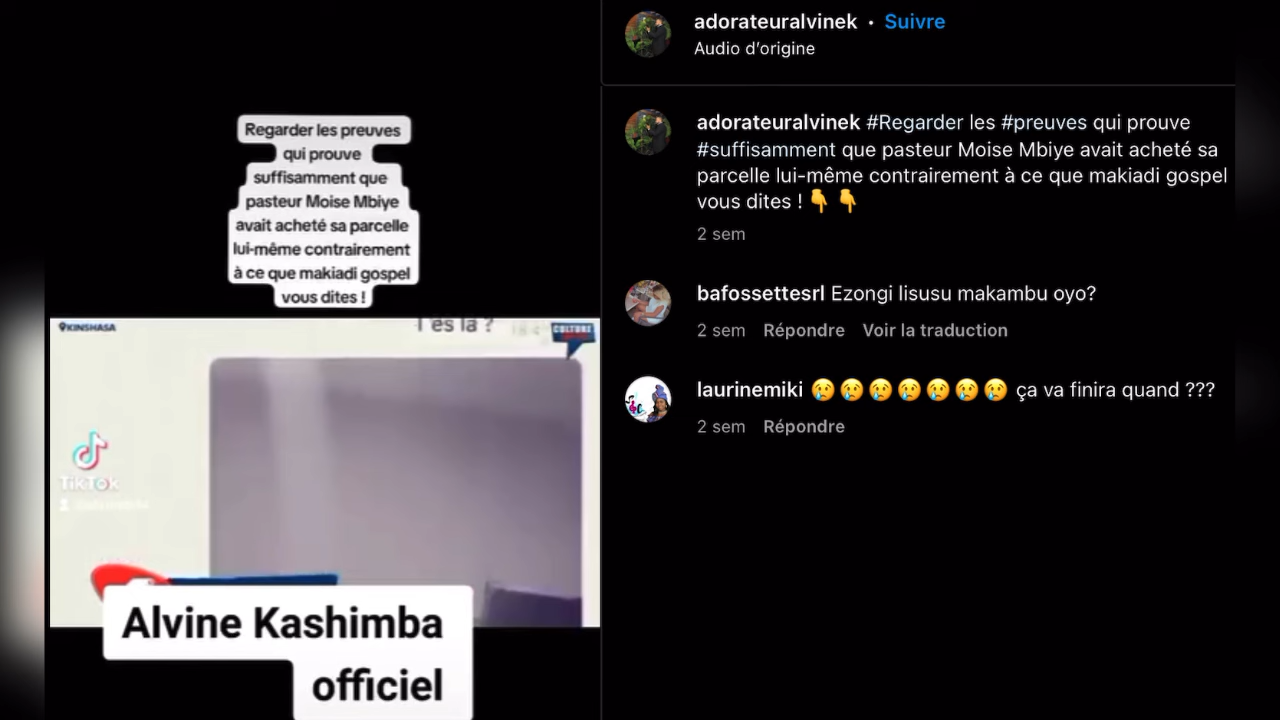 Regarder les preuves
qui prouve
suffisamment que
pasteur Moise Mbiye
avait acheté sa parcelle
lui-même contrairement
à ce que makiadi gospel
vous dites !
KINSHASA
T'es là ?
CULTURE
TikTok
Alvine Kashimba
officiel
adorateuralvinek • Suivre
Audio d'origine
adorateuralvinek #Regarder les #preuves qui prouve
#suffisamment que pasteur Moise Mbiye avait acheté sa
parcelle lui-même contrairement à ce que makiadi gospel
vous dites ! 👇 👇
2 sem
bafossettesrl Ezongi lisusu makambu oyo?
2 sem Répondre Voir la traduction
laurinemiki 😢😢😢😢😢😢😢 ça va finira quand ???
2 sem Répondre